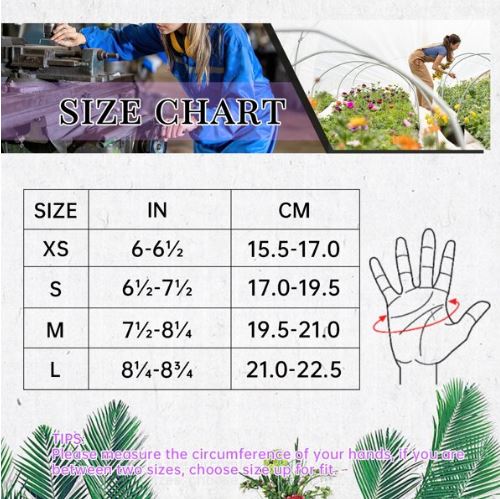 SIZE CHART
SIZE IN CM
XS 6-6½ 15.5-17.0
S 6½-7½ 17.0-19.5
M 7½-8¼ 19.5-21.0
L 8¼-8¾ 21.0-22.5
TIPS:
Please measure the circumference of your hands, if you are
between two sizes, choose size up for fit.